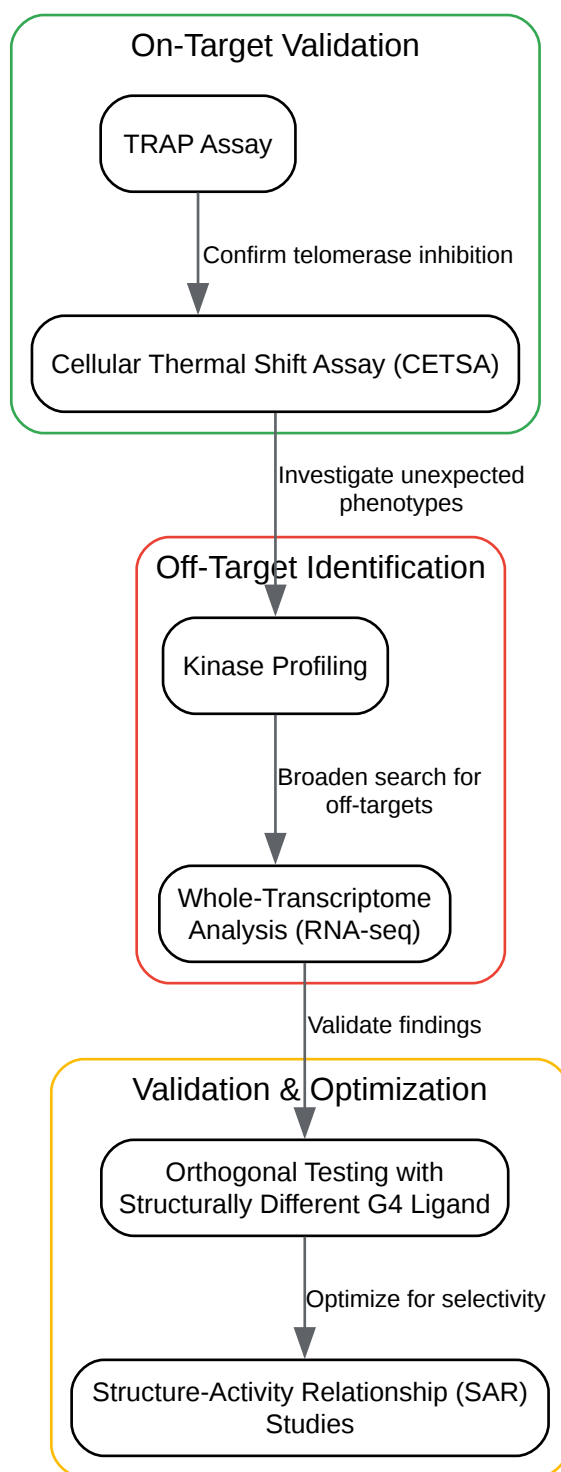 On-Target Validation
TRAP Assay
Confirm telomerase inhibition
Cellular Thermal Shift Assay (CETSA)
Investigate unexpected
phenotypes
Off-Target Identification
Kinase Profiling
Broaden search for
off-targets
Whole-Transcriptome
Analysis (RNA-seq)
Validate findings
Validation & Optimization
Orthogonal Testing with
Structurally Different G4 Ligand
Optimize for selectivity
Structure-Activity Relationship (SAR)
Studies